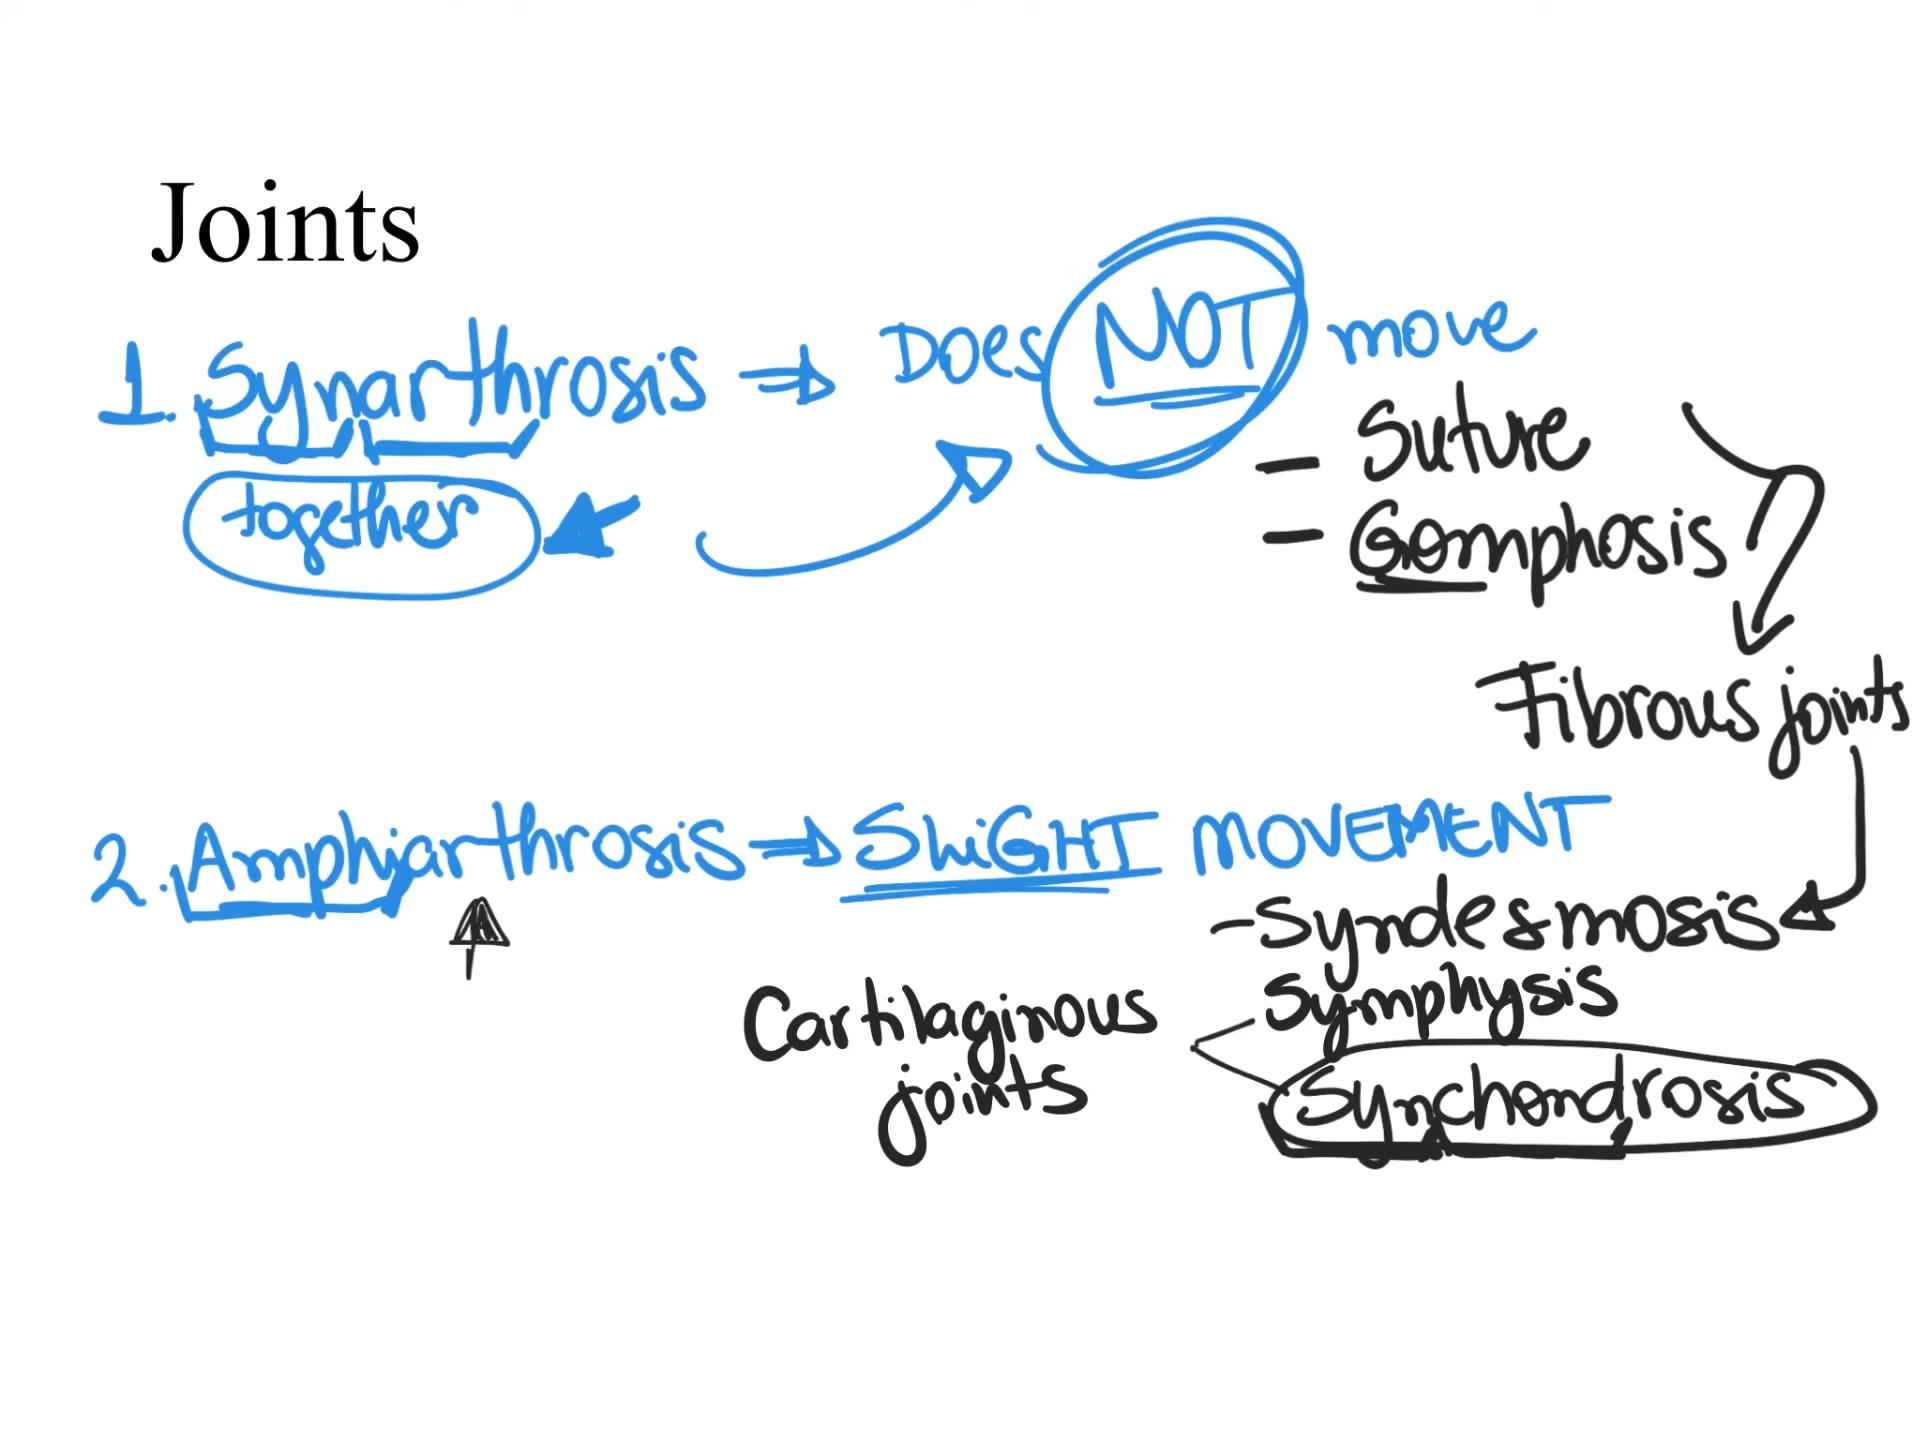 Joints
1. Synarthrosis ⇒ Does NOT move
together
- Suture
- Gomphosis
Fibrous joints
2. Amphiarthrosis ⇒ SLiGHT MOVEMENT
- Syndesmosis
Symphysis
Cartilaginous
joints
Synchondrosis